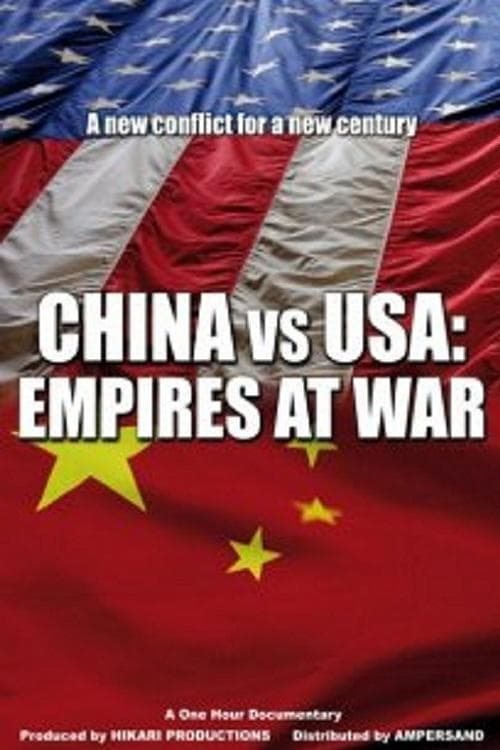 A new conflict for a new century
CHINA vs USA:
EMPIRES AT WAR
A One Hour Documentary
Produced by HIKARI PRODUCTIONS Distributed by AMPERSAND